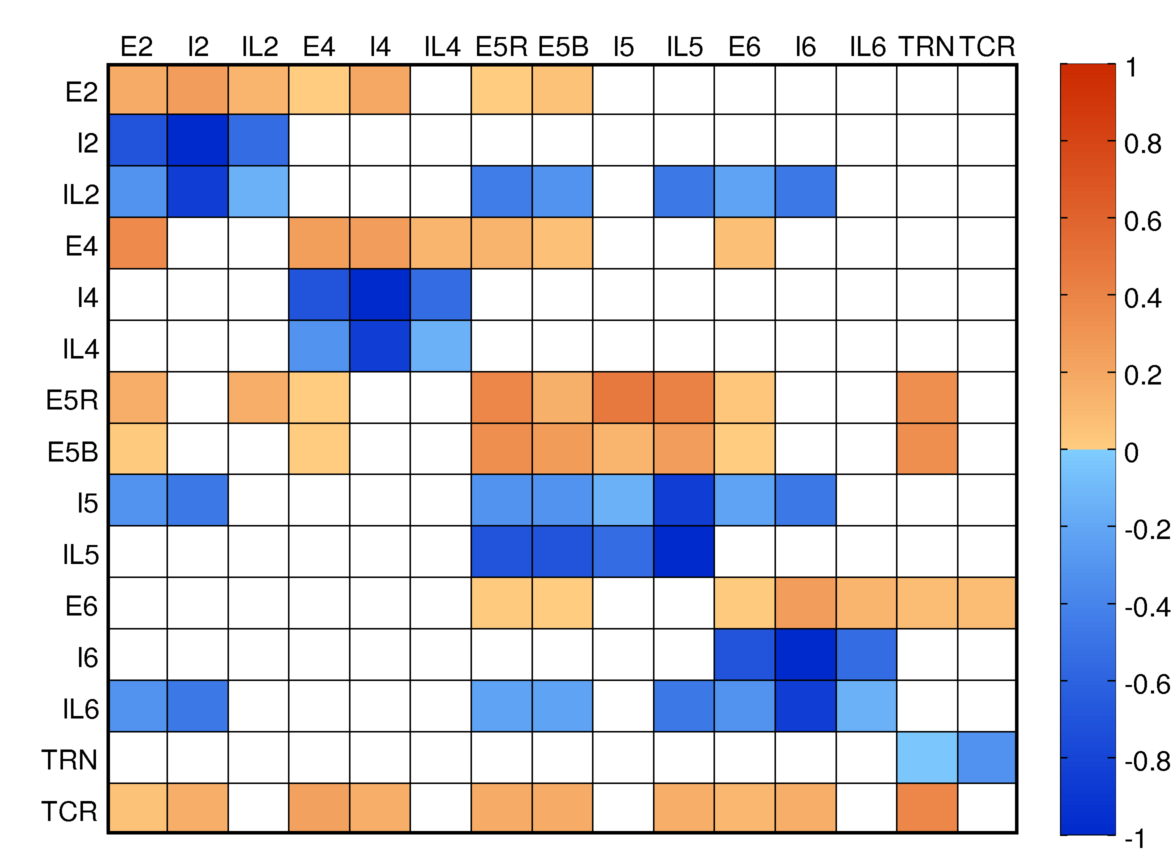 E2 I2 IL2 E4 I4 IL4 E5R E5B I5 IL5 E6 I6 IL6 TRN TCR
E2
I2
IL2
E4
I4
IL4
E5R
E5B
I5
IL5
E6
I6
IL6
TRN
TCR
1
0.8
0.6
0.4
0.2
0
-0.2
-0.4
-0.6
-0.8
-1